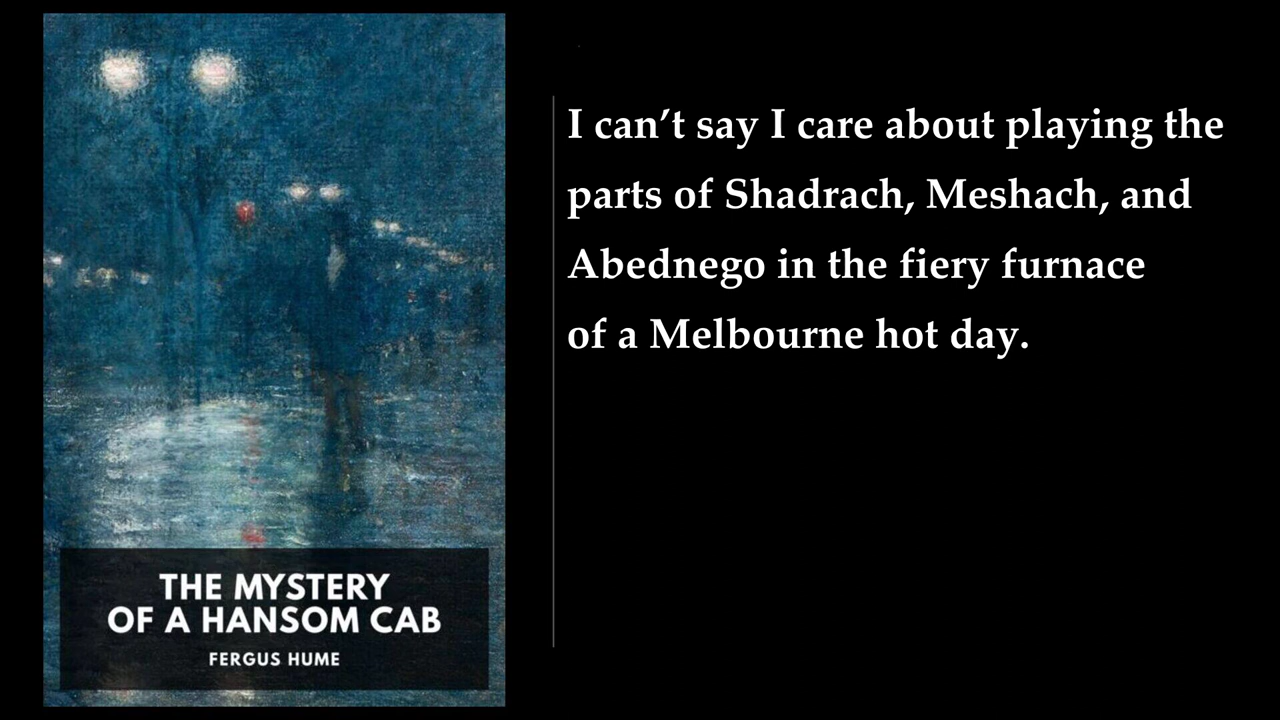 I can’t say I care about playing the
parts of Shadrach, Meshach, and
Abednego in the fiery furnace
of a Melbourne hot day.
THE MYSTERY
OF A HANSOM CAB
FERGUS HUME